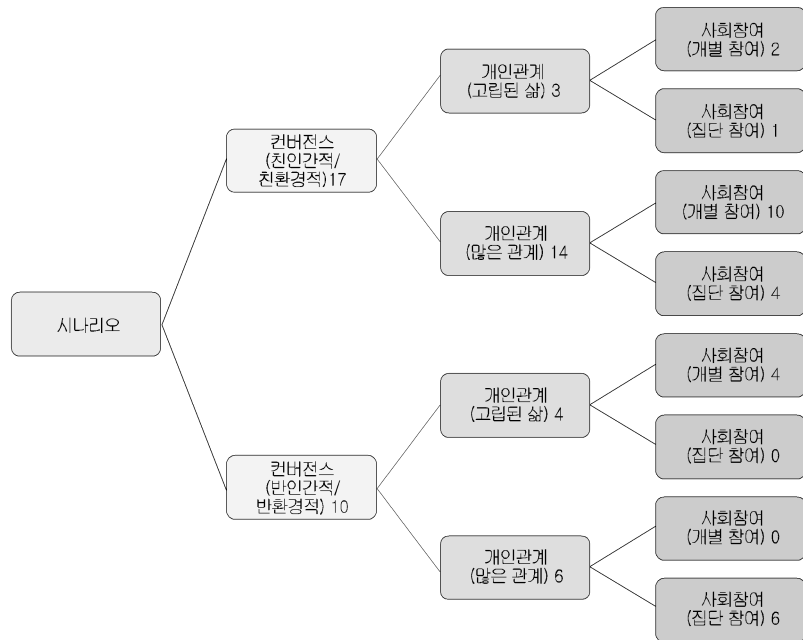 시나리오
컨버전스
(친인간적/
친환경적)17
컨버전스
(반인간적/
반환경적) 10
개인관계
(고립된 삶) 3
개인관계
(많은 관계) 14
개인관계
(고립된 삶) 4
개인관계
(많은 관계) 6
사회참여
(개별 참여) 2
사회참여
(집단 참여) 1
사회참여
(개별 참여) 10
사회참여
(집단 참여) 4
사회참여
(개별 참여) 4
사회참여
(집단 참여) 0
사회참여
(개별 참여) 0
사회참여
(집단 참여) 6